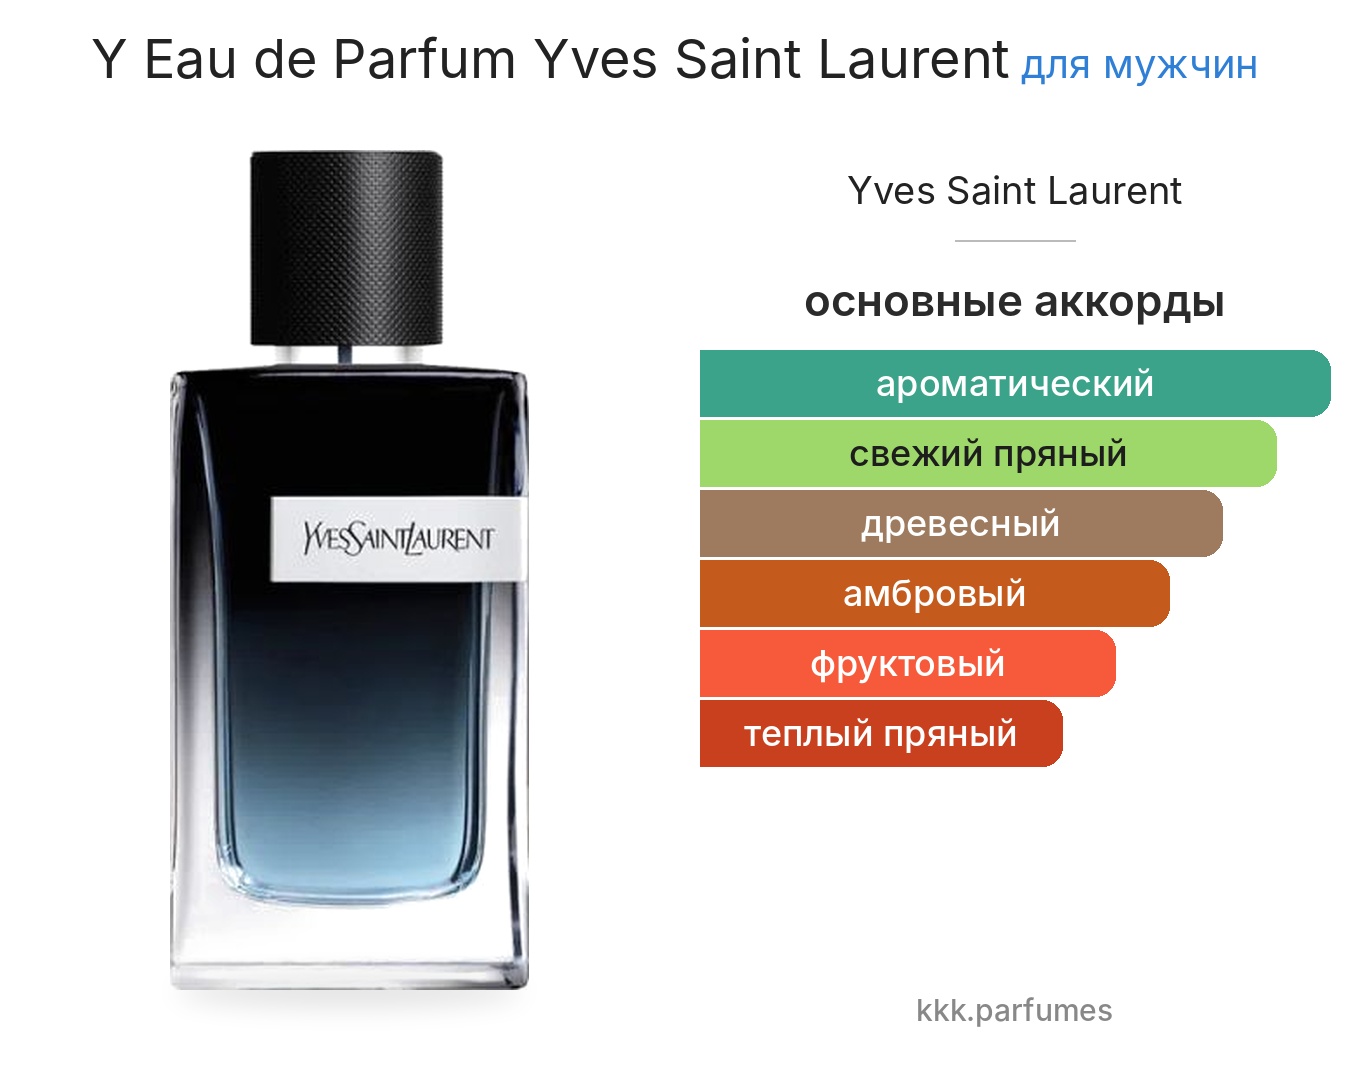 Y Eau de Parfum Yves Saint Laurent для мужчин
Yves Saint Laurent
основные аккорды
ароматический
свежий пряный
древесный
амбровый
фруктовый
теплый пряный
YVESSAINTLAURENT
kkk.parfumes